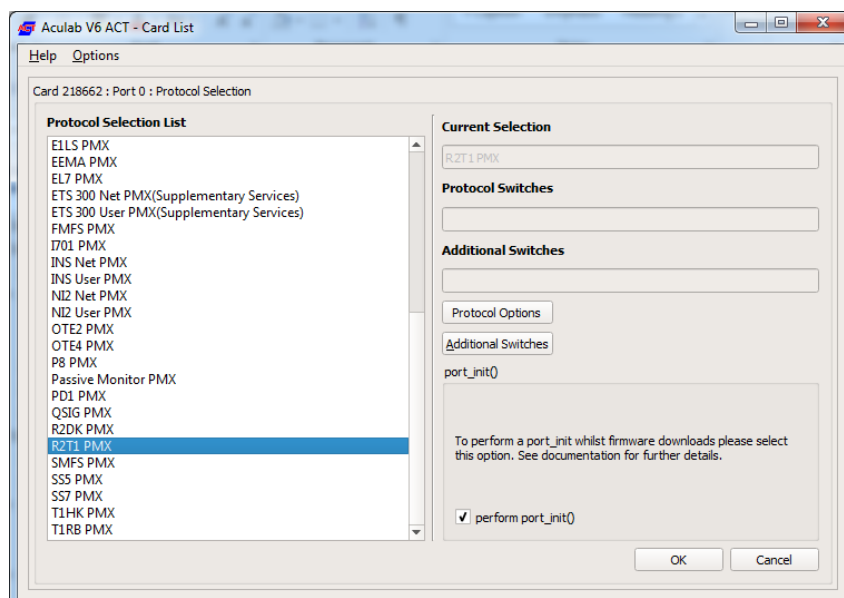 Aculab V6 ACT - Card List
Help Options
Card 218662 : Port 0 : Protocol Selection
Protocol Selection List
E1LS PMX
EEMA PMX
EL7 PMX
ETS 300 Net PMX(Supplementary Services)
ETS 300 User PMX(Supplementary Services)
FMFS PMX
I701 PMX
INS Net PMX
INS User PMX
NI2 Net PMX
NI2 User PMX
OTE2 PMX
OTE4 PMX
P8 PMX
Passive Monitor PMX
PD1 PMX
QSIG PMX
R2DK PMX
R2T1 PMX
SMFS PMX
SS5 PMX
SS7 PMX
T1HK PMX
T1RB PMX
Current Selection
R2T1 PMX
Protocol Switches
Additional Switches
Protocol Options
Additional Switches
port_init()
To perform a port_init whilst firmware downloads please select
this option. See documentation for further details.
perform port_init()
OK
Cancel